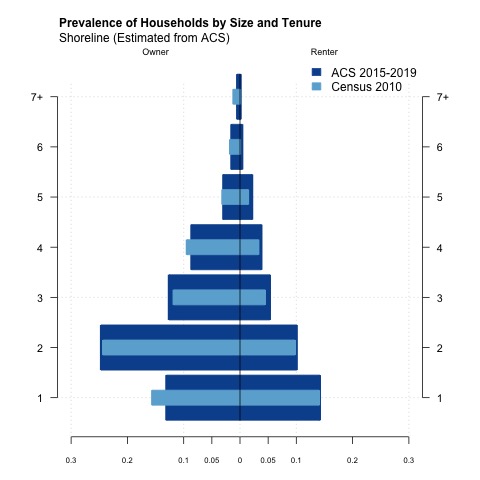 Prevalence of Households by Size and Tenure
Shoreline (Estimated from ACS)
Owner Renter
ACS 2015-2019
Census 2010
7+ 7+
6 6
5 5
4 4
3 3
2 2
1 1
0.3 0.2 0.1 0.05 0 0.05 0.1 0.2 0.3